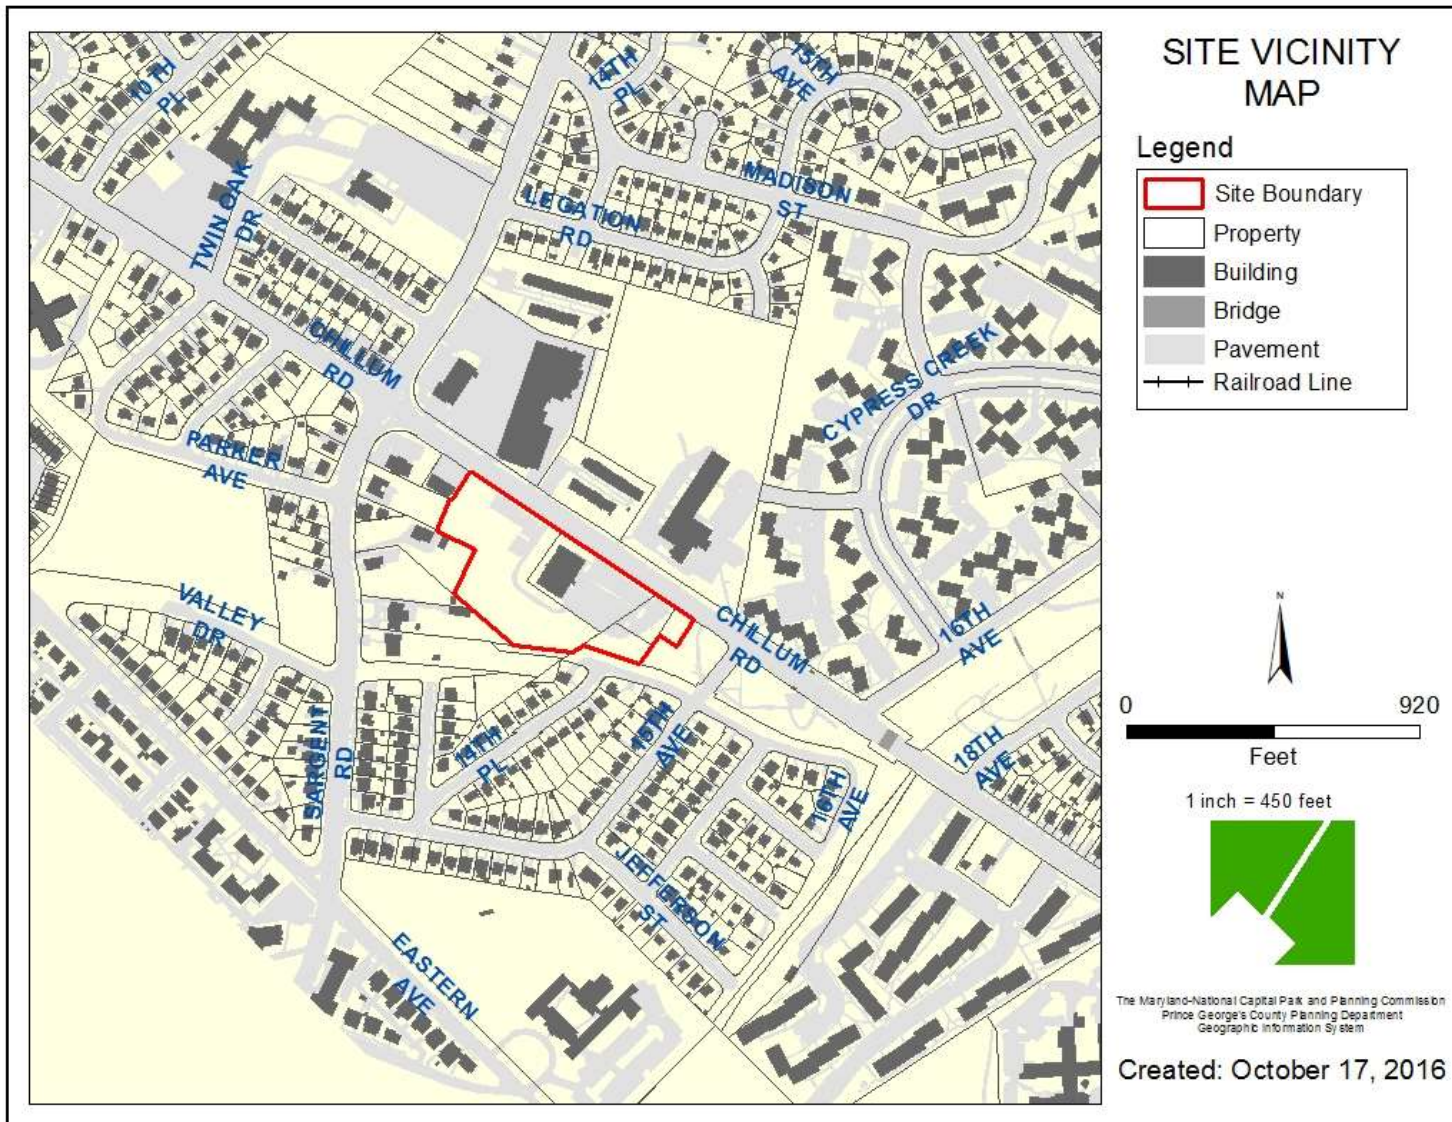 SITE VICINITY
MAP
Legend
Site Boundary
Property
Building
Bridge
Pavement
Railroad Line
N
0 920
Feet
1 inch = 450 feet
The Maryland-National Capital Park and Planning Commission
Prince George's County Planning Department
Geographic Information System
Created: October 17, 2016
10TH
PL
14TH
PL
15TH
AVE
TWIN OAK
DR
MADISON
ST
LEGATION
RD
CHILLUM
RD
CYPRESS CREEK
DR
PARKER
AVE
VALLEY
DR
CHILLUM
RD
16TH
AVE
SARGENT
RD
14TH
PL
15TH
AVE
18TH
AVE
16TH
AVE
JEFFERSON
ST
EASTERN
AVE